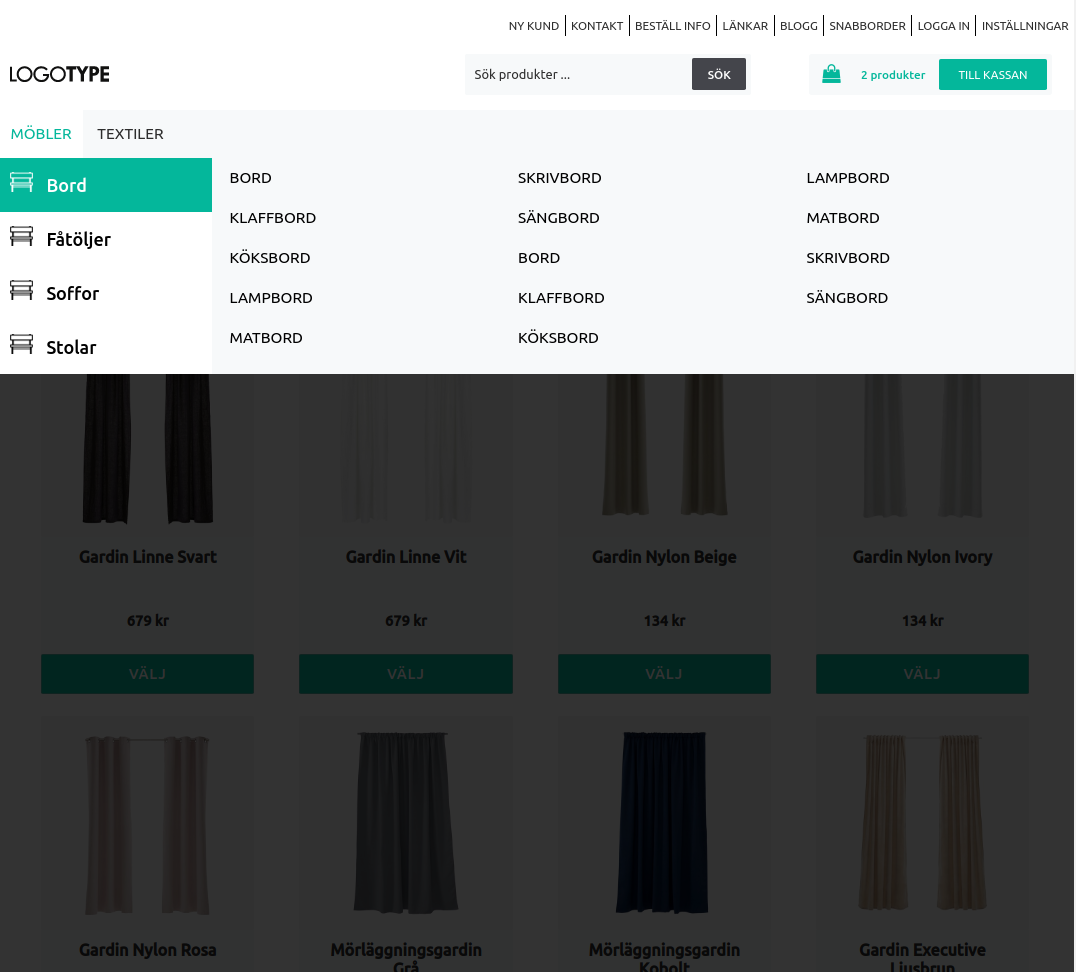 NY KUND KONTAKT BESTÄLL INFO LÄNKAR BLOGG SNABBORDER LOGGA IN INSTÄLLNINGAR
LOGOTYPE Sök produkter ... SÖK 2 produkter TILL KASSAN
MÖBLER TEXTILER
Bord
Fåtöljer
Soffor
Stolar
BORD SKRIVBORD LAMPBORD
KLAFFBORD SÄNGBORD MATBORD
KÖKSBORD BORD SKRIVBORD
LAMPBORD KLAFFBORD SÄNGBORD
MATBORD KÖKSBORD
Gardin Linne Svart Gardin Linne Vit Gardin Nylon Beige Gardin Nylon Ivory
679 kr 679 kr 134 kr 134 kr
VÄLJ VÄLJ VÄLJ VÄLJ
Gardin Nylon Rosa Mörläggningsgardin Mörläggningsgardin Gardin Executive
Grå Kobolt Ljusbrun